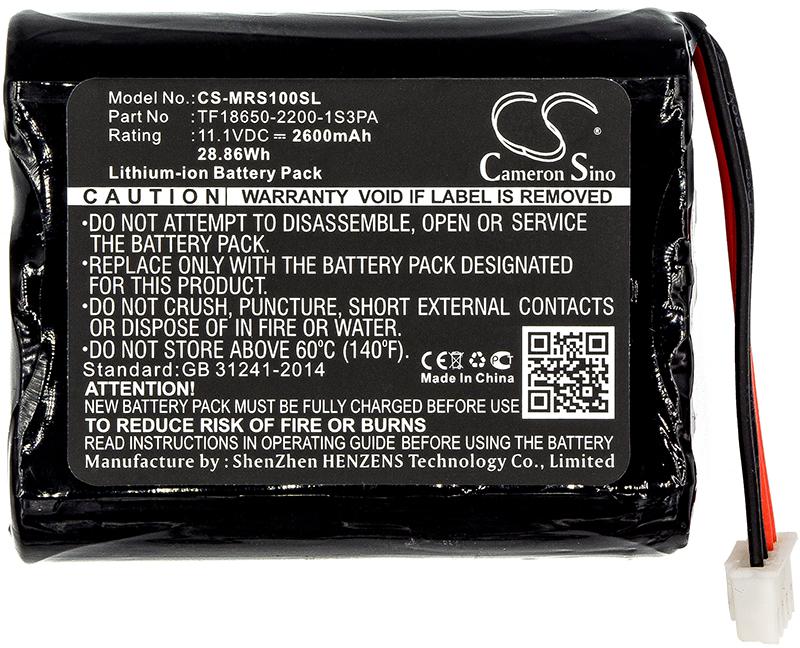 Model No.: CS-MRS100SL
Part No : TF18650-2200-1S3PA
Rating : 11.1VDC ⎓ 2600mAh
28.86Wh
Lithium-ion Battery Pack
CS
Cameron Sino
CAUTION WARRANTY VOID IF LABEL IS REMOVED
•DO NOT ATTEMPT TO DISASSEMBLE, OPEN OR SERVICE
THE BATTERY PACK.
•REPLACE ONLY WITH THE BATTERY PACK DESIGNATED
FOR THIS PRODUCT.
•DO NOT CRUSH, PUNCTURE, SHORT EXTERNAL CONTACTS
OR DISPOSE OF IN FIRE OR WATER.
•DO NOT STORE ABOVE 60ºC (140ºF).
Standard:GB 31241-2014
CE
Made In China
ATTENTION!
NEW BATTERY PACK MUST BE FULLY CHARGED BEFORE USE
TO REDUCE RISK OF FIRE OR BURNS
READ INSTRUCTIONS IN OPERATING GUIDE BEFORE USING THE BATTERY
Manufacture by : ShenZhen HENZENS Technology Co., Limited